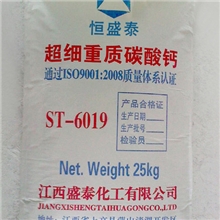 恒盛泰
超细重质碳酸钙
通过ISO9001:2008质量体系认证
ST-6019
产品合格证
生产日期
生产批号
检验员
Net. Weight 25kg
江西盛泰化工有限公司
JIANGXISHENGTAIHUAGONGCO.,LTD